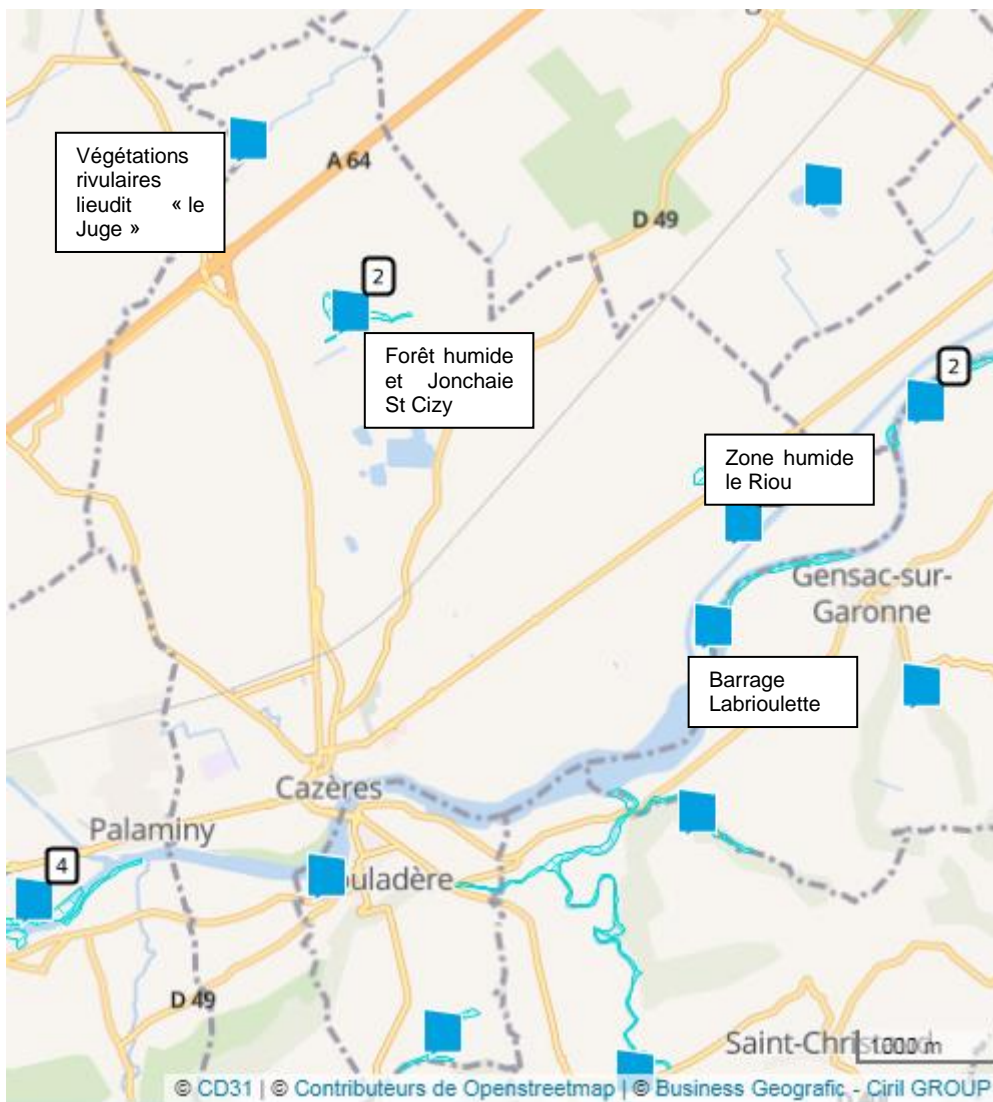 Végétations
rivulaires
lieudit « le
Juge »
A 64
D 49
2
Forêt humide
et Jonchaie
St Cizy
2
Zone humide
le Riou
Gensac-sur-
Garonne
Barrage
Labrioulette
Cazères
Palaminy
4
ouladère
D 49
1000 m
© CD31 | © Contributeurs de Openstreetmap | © Business Geografic - Ciril GROUP